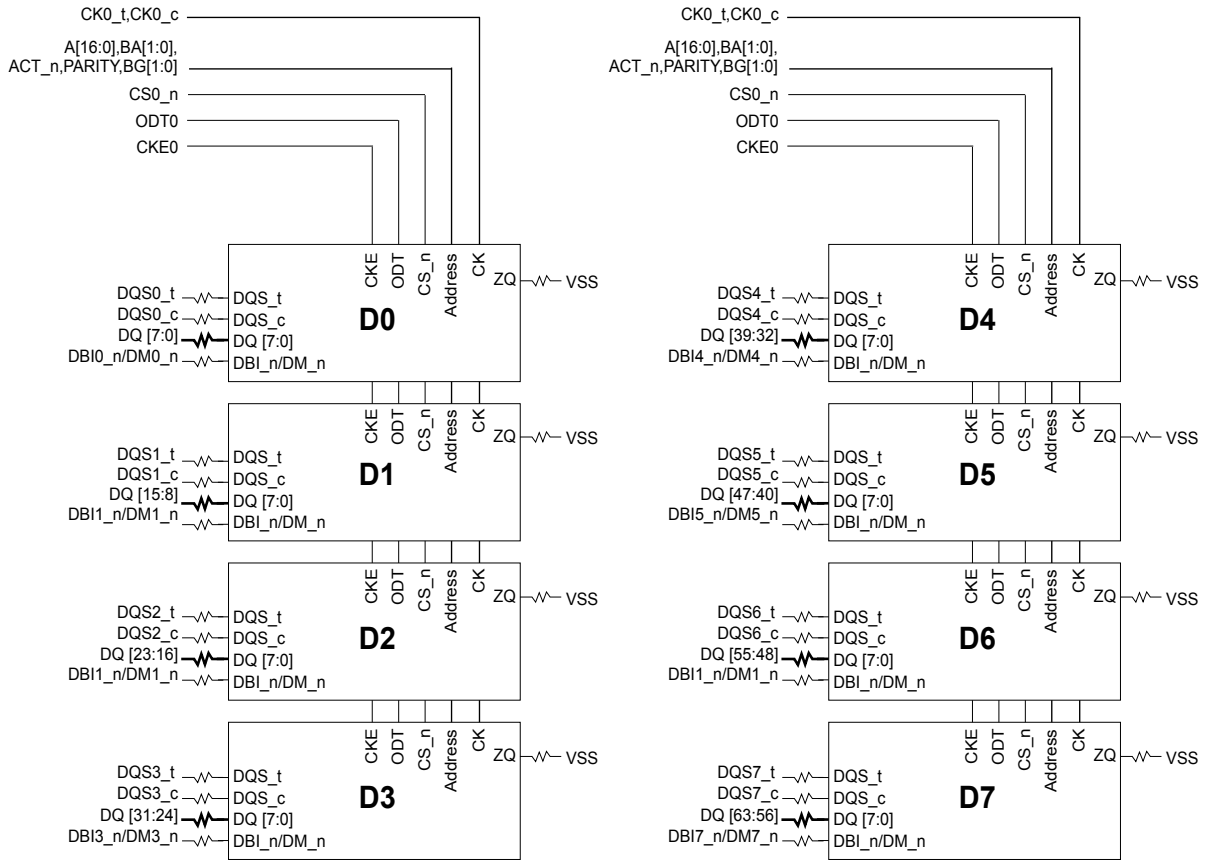 CK0_t,CK0_c
A[16:0],BA[1:0],
ACT_n,PARITY,BG[1:0]
CS0_n
ODT0
CKE0
CKE
ODT
CS_n
Address
CK
ZQ
VSS
DQS0_t
DQS_t
DQS0_c
DQS_c
D0
DQ [7:0]
DQ [7:0]
DBI0_n/DM0_n
DBI_n/DM_n
CKE
ODT
CS_n
Address
CK
ZQ
VSS
DQS1_t
DQS_t
DQS1_c
DQS_c
D1
DQ [15:8]
DQ [7:0]
DBI1_n/DM1_n
DBI_n/DM_n
CKE
ODT
CS_n
Address
CK
ZQ
VSS
DQS2_t
DQS_t
DQS2_c
DQS_c
D2
DQ [23:16]
DQ [7:0]
DBI1_n/DM1_n
DBI_n/DM_n
CKE
ODT
CS_n
Address
CK
ZQ
VSS
DQS3_t
DQS_t
DQS3_c
DQS_c
D3
DQ [31:24]
DQ [7:0]
DBI3_n/DM3_n
DBI_n/DM_n
CK0_t,CK0_c
A[16:0],BA[1:0],
ACT_n,PARITY,BG[1:0]
CS0_n
ODT0
CKE0
CKE
ODT
CS_n
Address
CK
ZQ
VSS
DQS4_t
DQS_t
DQS4_c
DQS_c
D4
DQ [39:32]
DQ [7:0]
DBI4_n/DM4_n
DBI_n/DM_n
CKE
ODT
CS_n
Address
CK
ZQ
VSS
DQS5_t
DQS_t
DQS5_c
DQS_c
D5
DQ [47:40]
DQ [7:0]
DBI5_n/DM5_n
DBI_n/DM_n
CKE
ODT
CS_n
Address
CK
ZQ
VSS
DQS6_t
DQS_t
DQS6_c
DQS_c
D6
DQ [55:48]
DQ [7:0]
DBI1_n/DM1_n
DBI_n/DM_n
CKE
ODT
CS_n
Address
CK
ZQ
VSS
DQS7_t
DQS_t
DQS7_c
DQS_c
D7
DQ [63:56]
DQ [7:0]
DBI7_n/DM7_n
DBI_n/DM_n